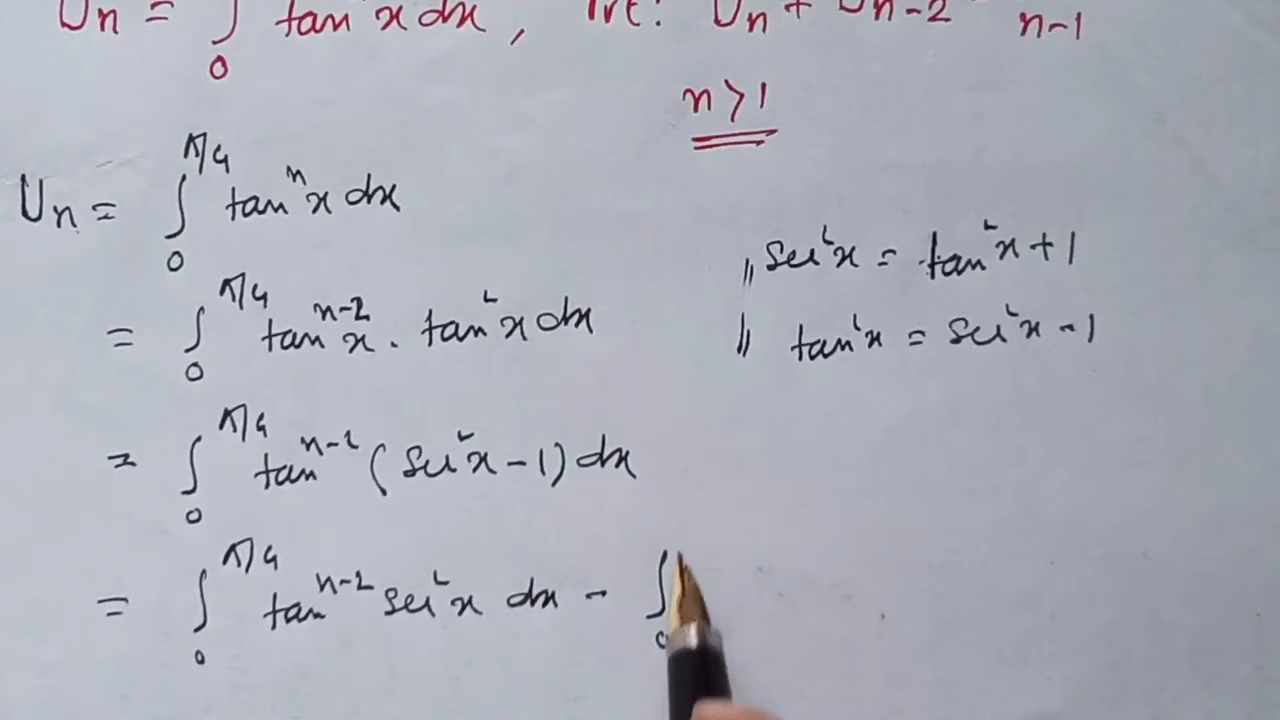 Un = ∫₀ tanⁿx dx, Un + Un-2 n-1
n>1
Un = ∫₀^π/4 tanⁿx dx
sec²x = tan²x + 1
= ∫₀^π/4 tanⁿ⁻²x . tan²x dx
tan²x = sec²x - 1
= ∫₀^π/4 tanⁿ⁻² (sec²x - 1) dx
= ∫₀^π/4 tanⁿ⁻² sec²x dx - ∫₀